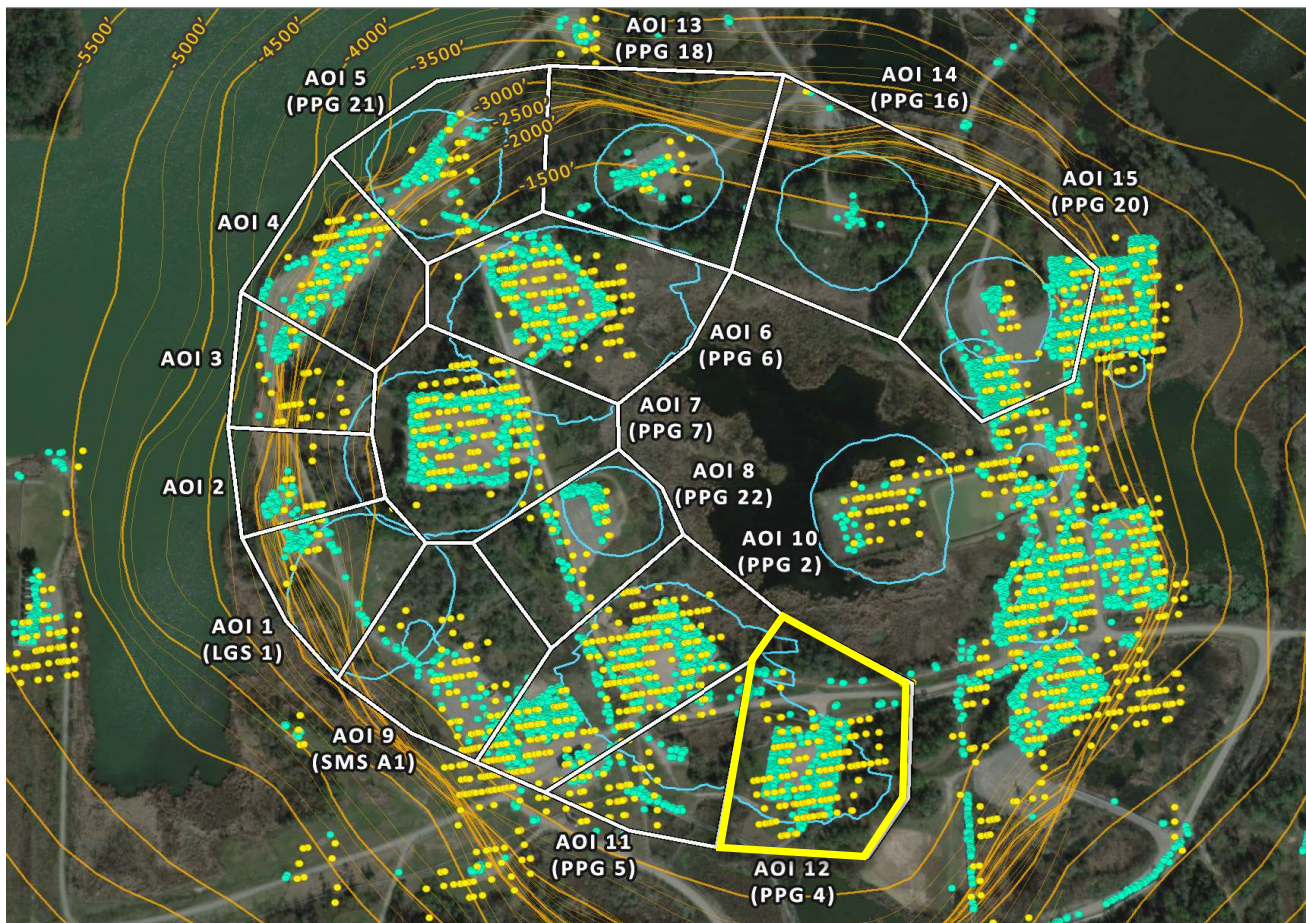 -5500'
-5000'
-4500'
-4000'
-3500'
-3000'
-2500'
-2000'
-1500'
AOI 13
(PPG 18)
AOI 14
(PPG 16)
AOI 5
(PPG 21)
AOI 15
(PPG 20)
AOI 4
AOI 3
AOI 6
(PPG 6)
AOI 7
(PPG 7)
AOI 2
AOI 8
(PPG 22)
AOI 10
(PPG 2)
AOI 1
(LGS 1)
AOI 9
(SMS A1)
AOI 11
(PPG 5)
AOI 12
(PPG 4)